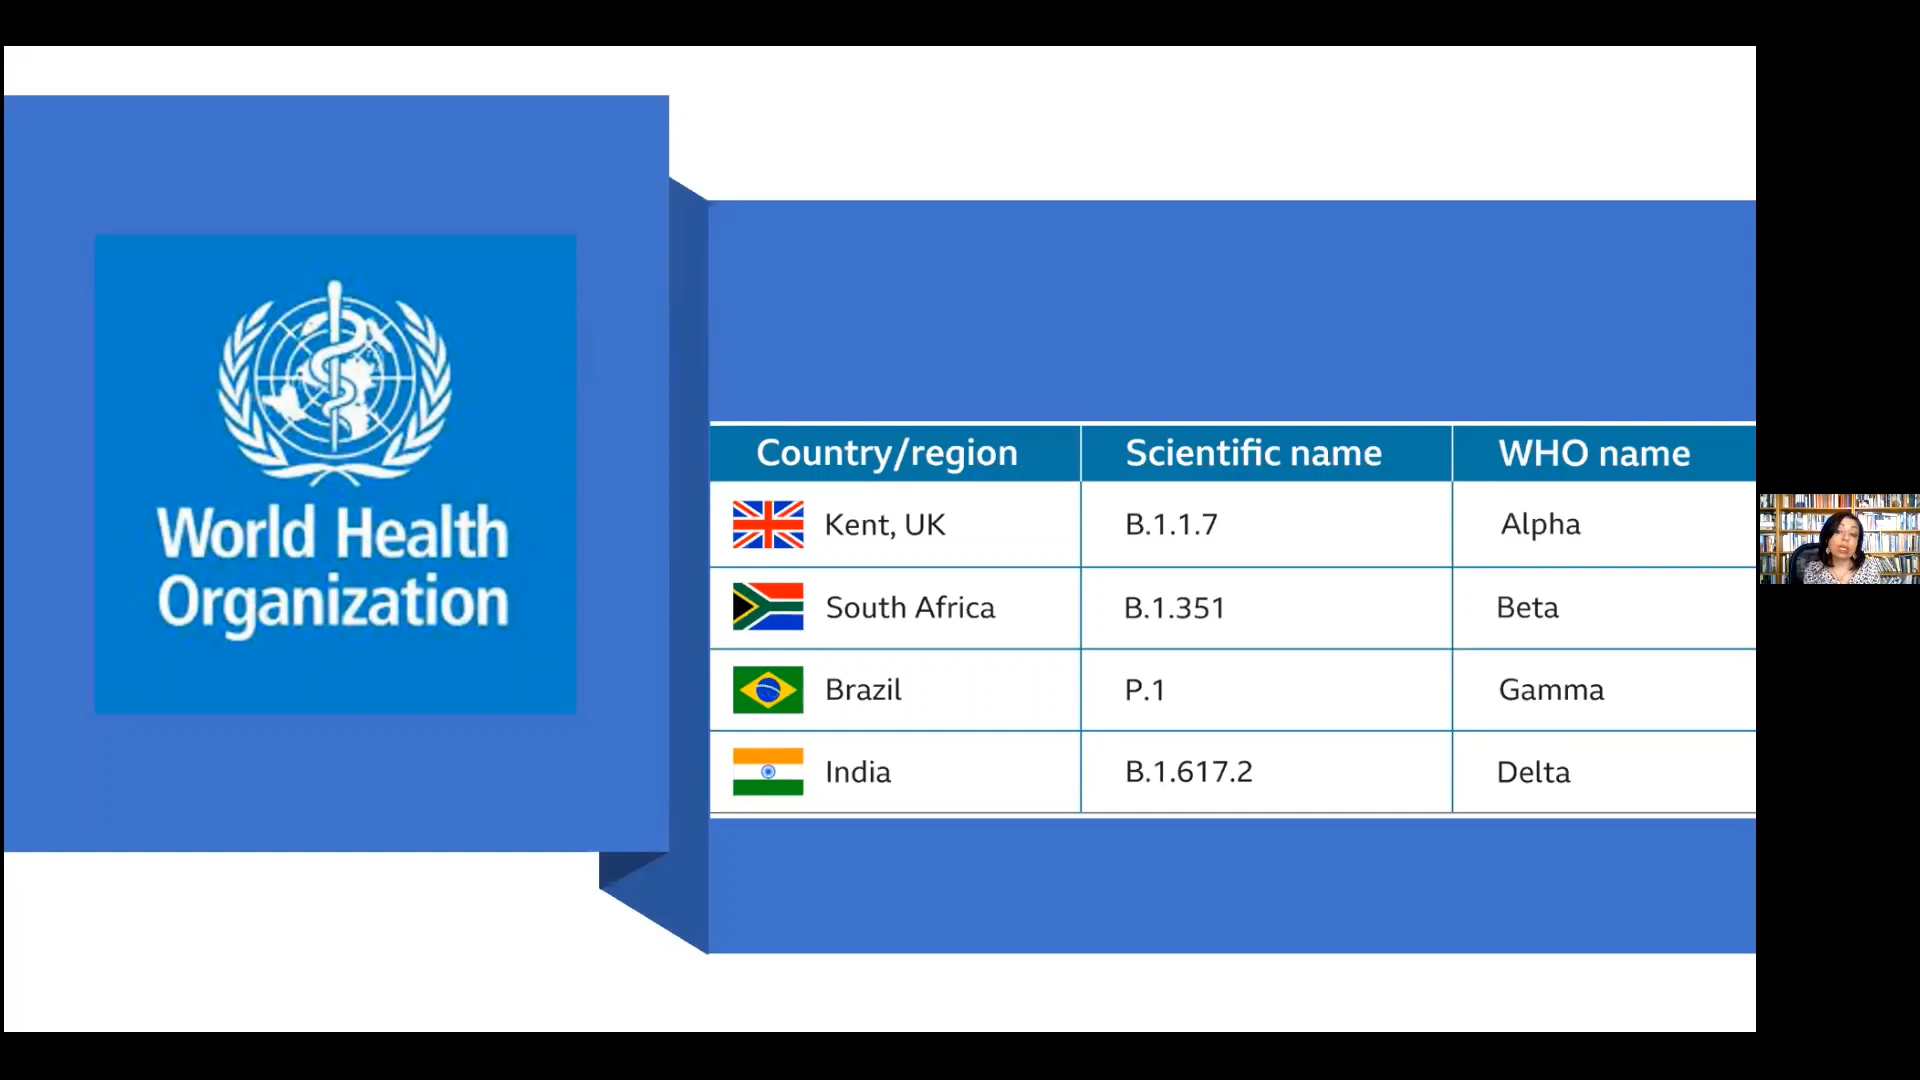 World Health
Organization
Country/region Scientific name WHO name
Kent, UK B.1.1.7 Alpha
South Africa B.1.351 Beta
Brazil P.1 Gamma
India B.1.617.2 Delta